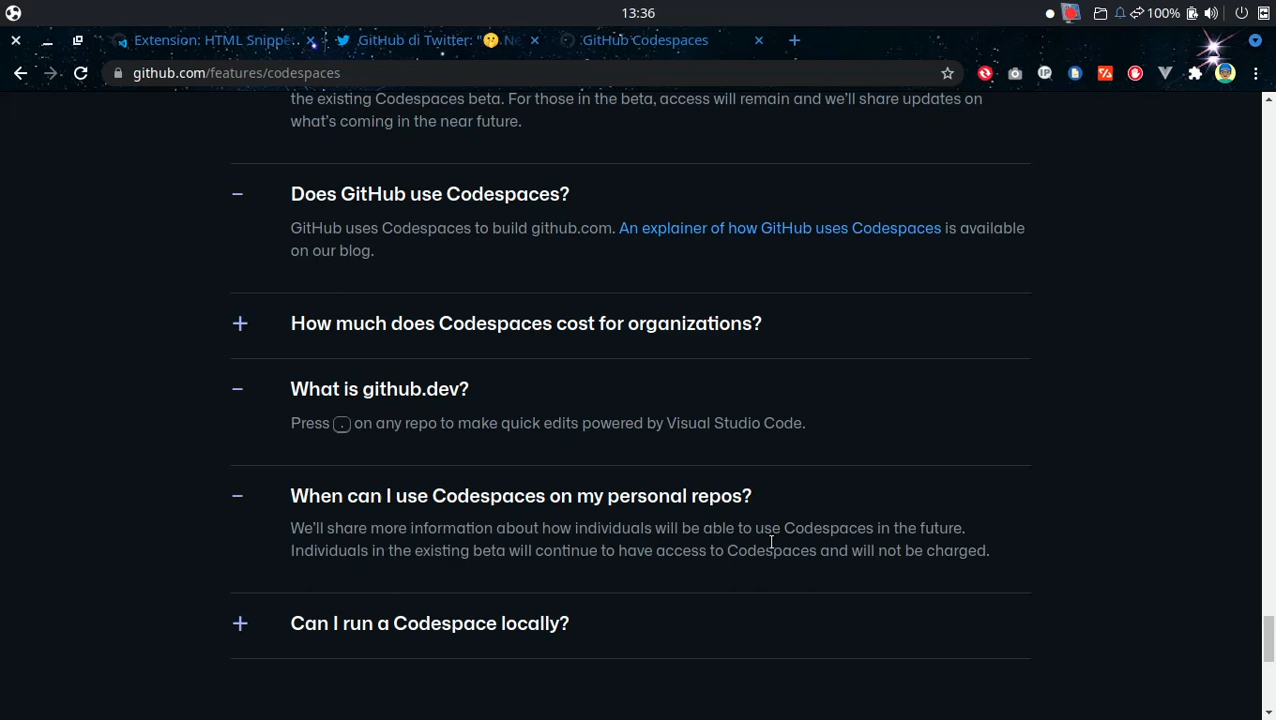 13:36
100%
Extension: HTML Snippe
GitHub di Twitter: "🤫 Ne
GitHub Codespaces
github.com/features/codespaces
the existing Codespaces beta. For those in the beta, access will remain and we'll share updates on
what's coming in the near future.
Does GitHub use Codespaces?
GitHub uses Codespaces to build github.com. An explainer of how GitHub uses Codespaces is available
on our blog.
How much does Codespaces cost for organizations?
What is github.dev?
Press . on any repo to make quick edits powered by Visual Studio Code.
When can I use Codespaces on my personal repos?
We'll share more information about how individuals will be able to use Codespaces in the future.
Individuals in the existing beta will continue to have access to Codespaces and will not be charged.
Can I run a Codespace locally?